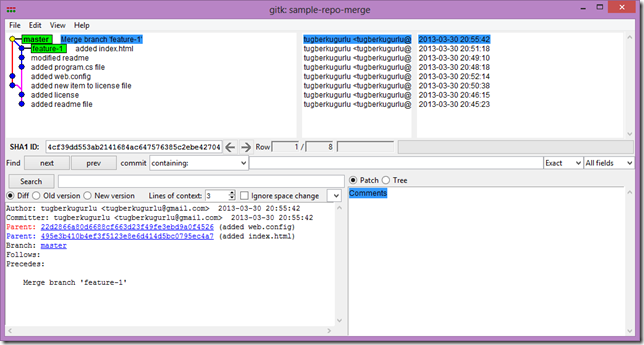 gitk: sample-repo-merge
File Edit View Help
master Merge branch 'feature-1' tugberkugurlu <tugberkugurlu@ 2013-03-30 20:55:42
feature-1 added index.html tugberkugurlu <tugberkugurlu@ 2013-03-30 20:51:18
modified readme tugberkugurlu <tugberkugurlu@ 2013-03-30 20:49:10
added program.cs file tugberkugurlu <tugberkugurlu@ 2013-03-30 20:48:18
added web.config tugberkugurlu <tugberkugurlu@ 2013-03-30 20:52:14
added new item to license file tugberkugurlu <tugberkugurlu@ 2013-03-30 20:50:38
added license tugberkugurlu <tugberkugurlu@ 2013-03-30 20:46:15
added readme file tugberkugurlu <tugberkugurlu@ 2013-03-30 20:45:23
SHA1 ID: 4cf39dd553ab2141684ac647576385c2ebe42704 Row 1 / 8
Find next prev commit containing: Exact All fields
Search Patch Tree
Diff Old version New version Lines of context: 3 Ignore space change Comments
Author: tugberkugurlu <tugberkugurlu@gmail.com> 2013-03-30 20:55:42
Committer: tugberkugurlu <tugberkugurlu@gmail.com> 2013-03-30 20:55:42
Parent: 22d2866a80d6688cf663d23f49fe3ebd9a0f4526 (added web.config)
Parent: 495e3b410b4ef3f5123e8e6d414d5bc0795ec4a7 (added index.html)
Branch: master
Follows:
Precedes:
Merge branch 'feature-1'